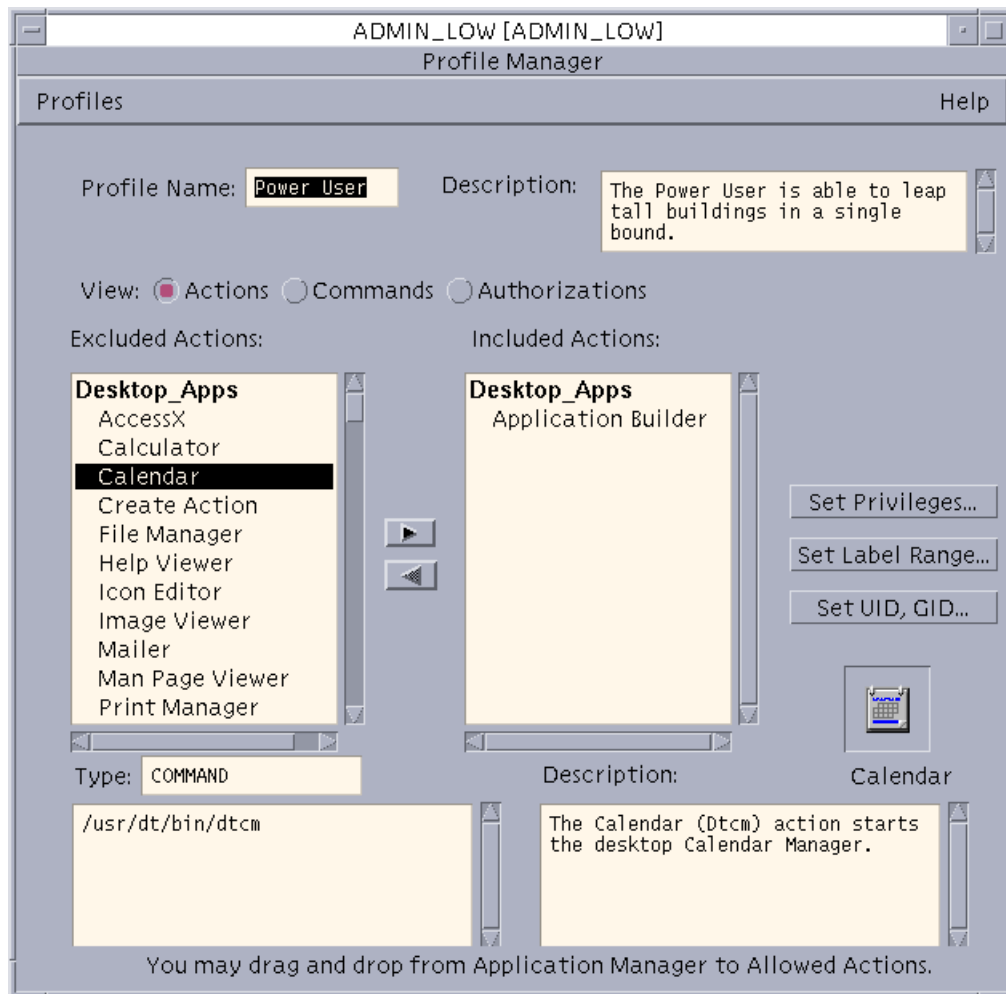 ADMIN_LOW [ADMIN_LOW]
Profile Manager
Profiles Help
Profile Name: Power User Description: The Power User is able to leap
tall buildings in a single
bound.
View: Actions Commands Authorizations
Excluded Actions: Included Actions:
Desktop_Apps
AccessX
Calculator
Calendar
Create Action
File Manager
Help Viewer
Icon Editor
Image Viewer
Mailer
Man Page Viewer
Print Manager
Desktop_Apps
Application Builder
Set Privileges...
Set Label Range...
Set UID, GID...
Calendar
Type: COMMAND
/usr/dt/bin/dtcm
Description:
The Calendar (Dtcm) action starts
the desktop Calendar Manager.
You may drag and drop from Application Manager to Allowed Actions.